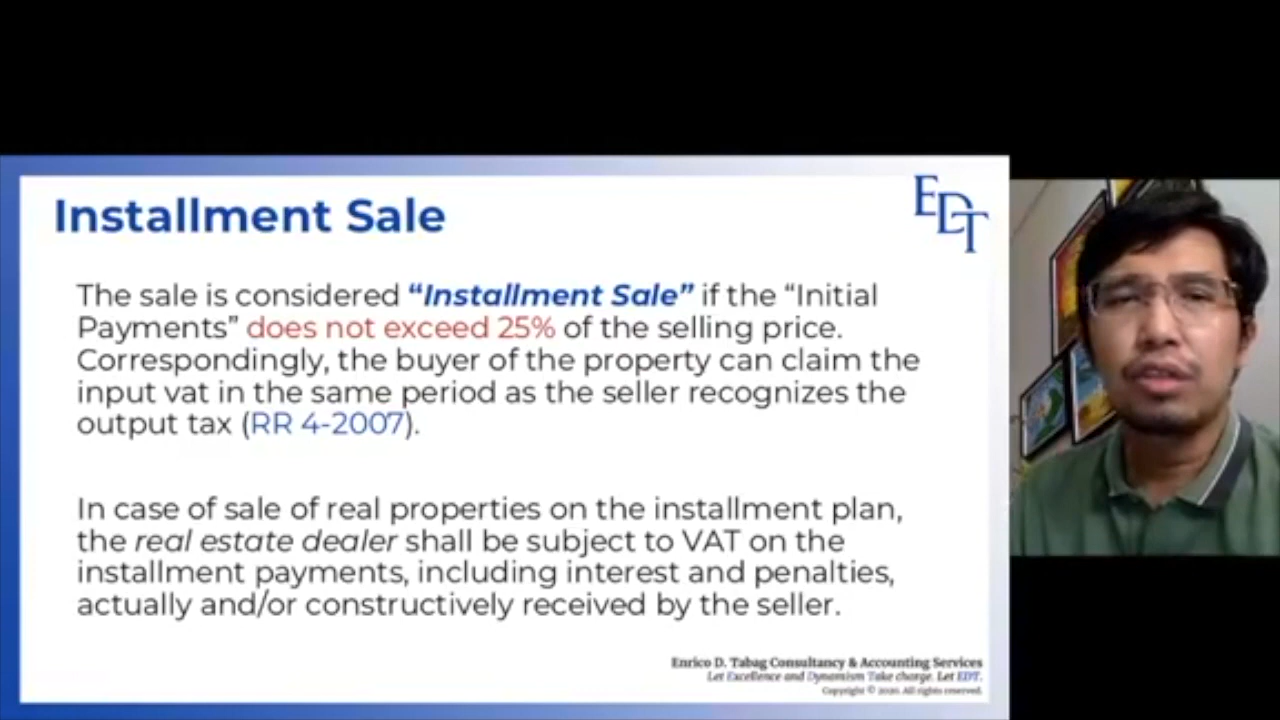 Installment Sale
EDT
The sale is considered “Installment Sale” if the “Initial
Payments” does not exceed 25% of the selling price.
Correspondingly, the buyer of the property can claim the
input vat in the same period as the seller recognizes the
output tax (RR 4-2007).
In case of sale of real properties on the installment plan,
the real estate dealer shall be subject to VAT on the
installment payments, including interest and penalties,
actually and/or constructively received by the seller.
Enrico D. Tabag Consultancy & Accounting Services
Let Excellence and Dynamism Take charge. Let EDT.
Copyright © 2020. All rights reserved.